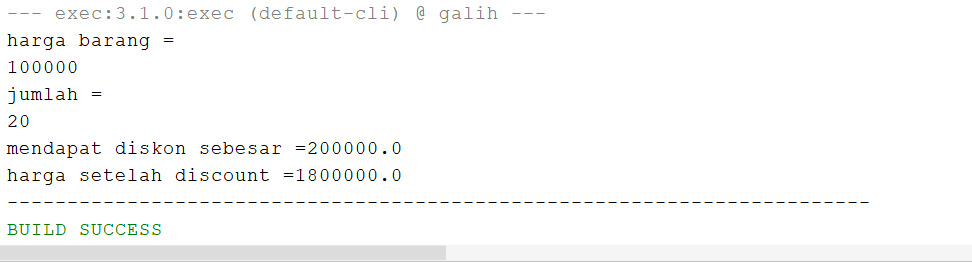 --- exec:3.1.0:exec (default-cli) @ galih ---
harga barang =
100000
jumlah =
20
mendapat diskon sebesar =200000.0
harga setelah discount =1800000.0
------------------------------------------------------------------------
BUILD SUCCESS